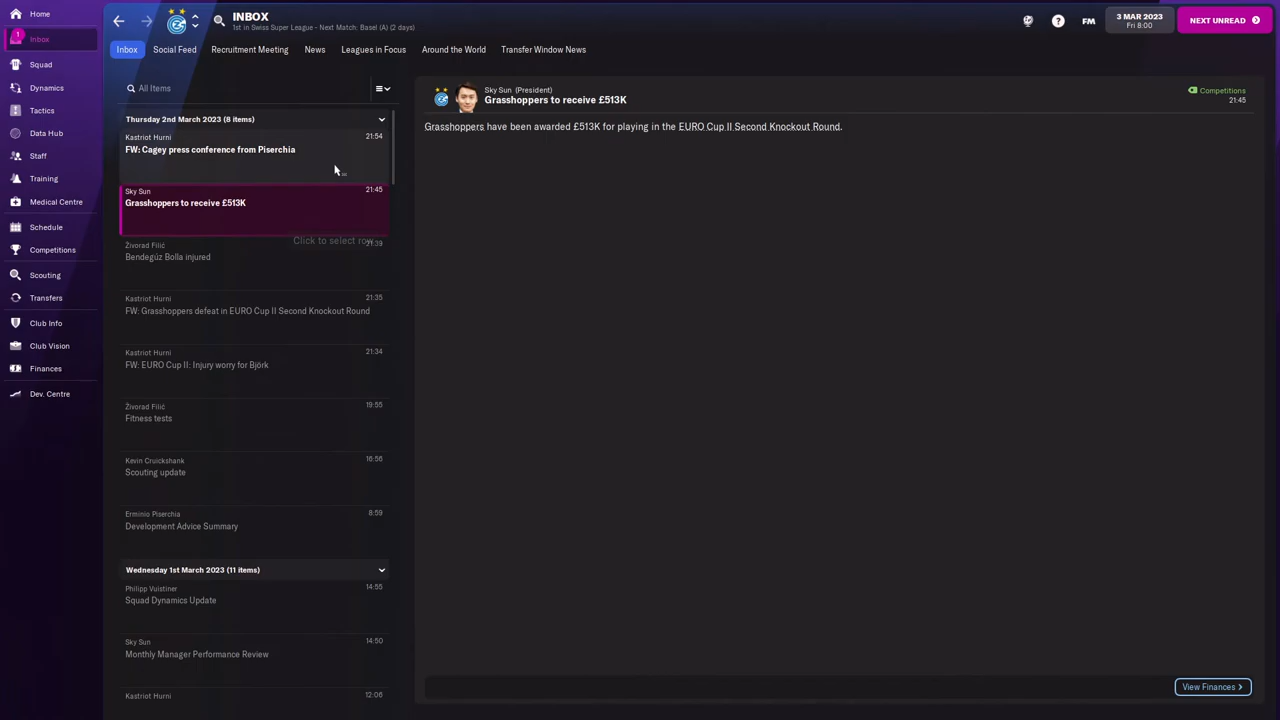 Home
1
Inbox
Squad
Dynamics
Tactics
Data Hub
Staff
Training
Medical Centre
Schedule
Competitions
Scouting
Transfers
Club Info
Club Vision
Finances
Dev. Centre
INBOX
1st in Swiss Super League - Next Match: Basel (A) (2 days)
?
FM
3 MAR 2023
Fri 8:00
NEXT UNREAD
Inbox
Social Feed
Recruitment Meeting
News
Leagues in Focus
Around the World
Transfer Window News
All Items
Thursday 2nd March 2023 (8 items)
Kastriot Hurni
21:54
FW: Cagey press conference from Piserchia
Sky Sun
21:45
Grasshoppers to receive £513K
Click to select row
Živorad Filić
21:39
Bendegúz Bolla injured
Kastriot Hurni
21:35
FW: Grasshoppers defeat in EURO Cup II Second Knockout Round
Kastriot Hurni
21:34
FW: EURO Cup II: Injury worry for Björk
Živorad Filić
19:55
Fitness tests
Kevin Cruickshank
16:56
Scouting update
Erminio Piserchia
8:59
Development Advice Summary
Wednesday 1st March 2023 (11 items)
Philipp Vuistiner
14:55
Squad Dynamics Update
Sky Sun
14:50
Monthly Manager Performance Review
Kastriot Hurni
12:06
Sky Sun (President)
Grasshoppers to receive £513K
Competitions
21:45
Grasshoppers have been awarded £513K for playing in the EURO Cup II Second Knockout Round.
View Finances